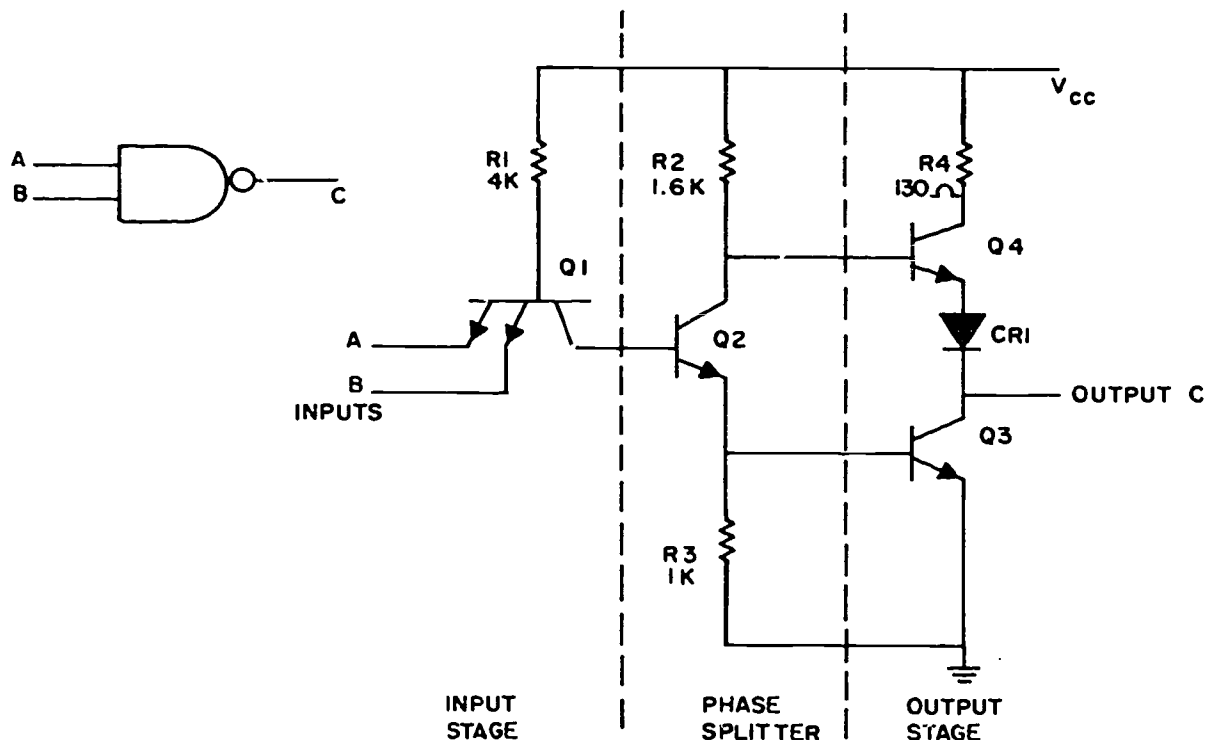 V cc
R1
4K
R2
1.6K
R4
130Ω
A
B
C
Q1
Q4
A
Q2
CR1
B
INPUTS
OUTPUT C
Q3
R3
1K
INPUT
STAGE
PHASE
SPLITTER
OUTPUT
STAGE